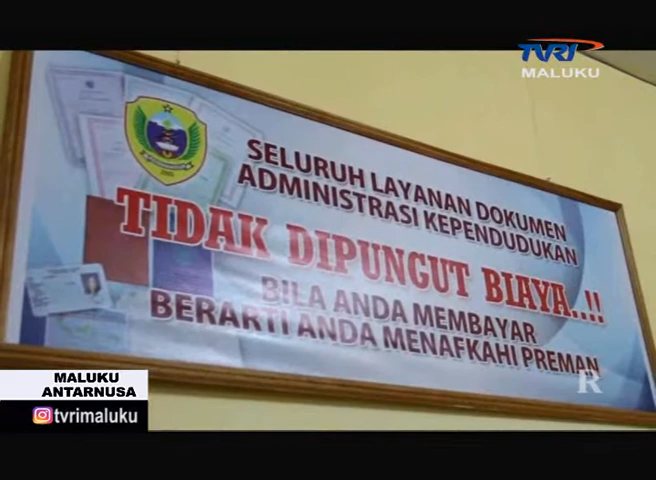 TVRI
MALUKU
SELURUH LAYANAN DOKUMEN
ADMINISTRASI KEPENDUDUKAN
TIDAK DIPUNGUT BIAYA....!!
BILA ANDA MEMBAYAR
BERARTI ANDA MENAFKAHI PREMAN
R
MALUKU
ANTARNUSA
tvrimaluku